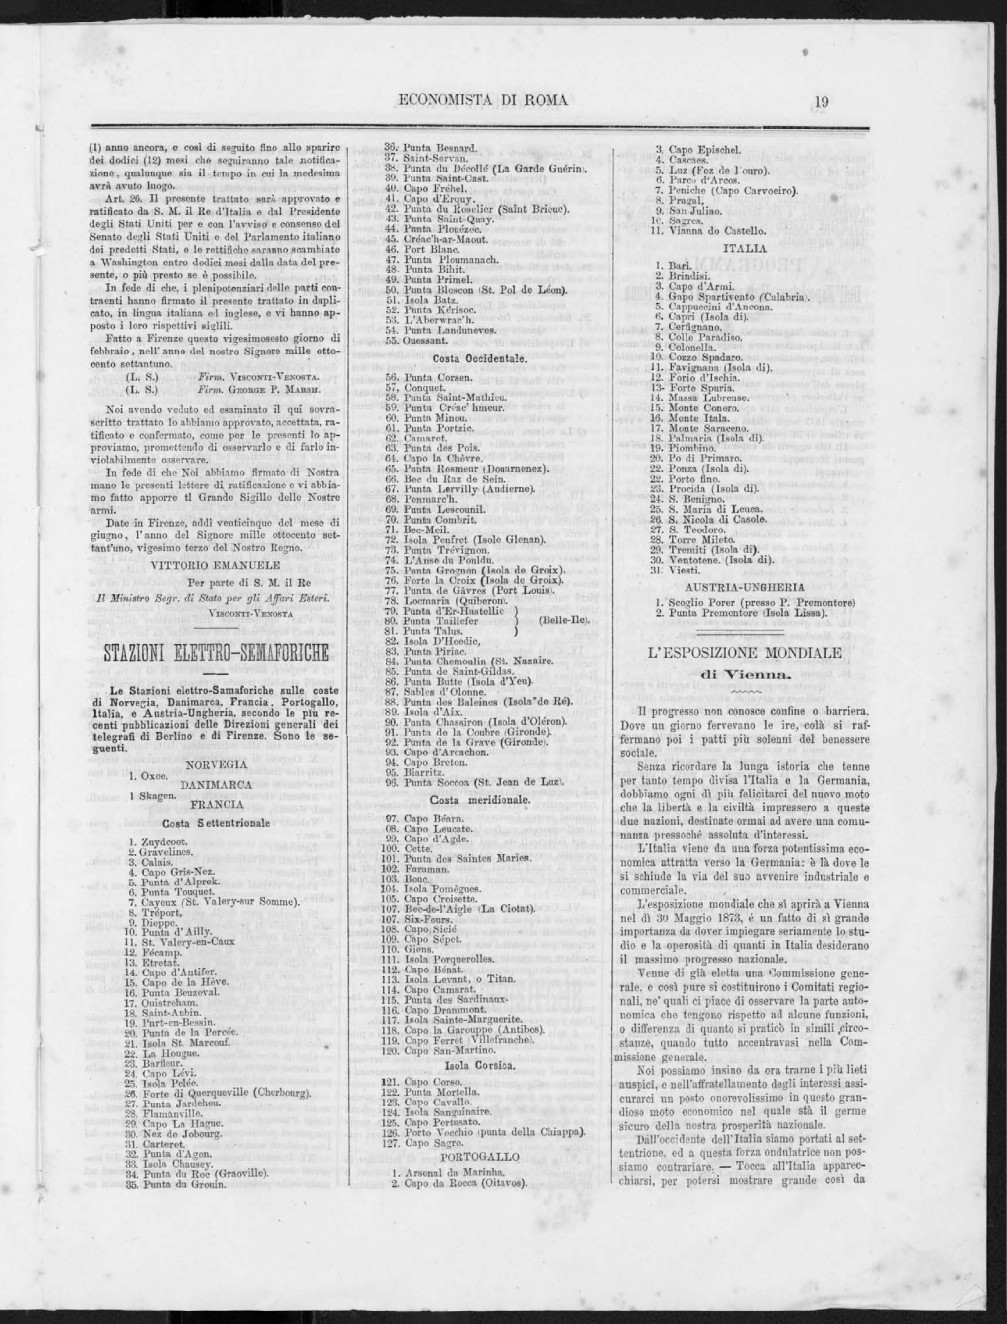 ECONOMISTA DI ROMA
19
(1) anno ancora, e così di seguito fino allo sparire
dei dodici (12) mesi che seguiranno tale notifica-
zione, qualunque sia il tempo in cui la medesima
avrà avuto luogo.
Art. 26. Il presente trattato sarà approvato e
ratificato da S. M. il Re d'Italia e dal Presidente
degli Stati Uniti per e con l'avviso e consenso del
Senato degli Stati Uniti e del Parlamento italiano
dei predetti Stati, e le rettifiche saranno scambiate
a Washington entro dodici mesi dalla data del pre-
sente, o più presto se è possibile.
In fede di che, i plenipotenziari delle parti con-
traenti hanno firmato il presente trattato in dupli-
cato, in lingua italiana ed inglese, e vi hanno ap-
posto i loro rispettivi sigilli.
Fatto a Firenze questo vigesimosesto giorno di
febbraio, nell'anno del nostro Signore mille otto-
cento settantuno.
(L. S.) Firm. VISCONTI-VENOSTA.
(L. S.) Firm. GEORGE P. MARSH.
Noi avendo veduto ed esaminato il qui sovra-
scritto trattato lo abbiamo approvato, accettata, ra-
tificato e confermato, come per le presenti lo ap-
proviamo, promettendo di osservarlo e di farlo in-
violabilmente osservare.
In fede di che Noi abbiamo firmato di Nostra
mano le presenti lettere di ratificazione e vi abbia-
mo fatto apporre il Grande Sigillo delle Nostre
armi.
Date in Firenze, addì venticinque del mese di
giugno, l'anno del Signore mille ottocento set-
tant'uno, vigesimo terzo del Nostro Regno.
VITTORIO EMANUELE
Per parte di S. M. il Re
Il Ministro Segr. di Stato per gli Affari Esteri.
VISCONTI-VENOSTA
STAZIONI ELETTRO-SEMAFORICHE
Le Stazioni elettro-Samaforiche sulle coste
di Norvegia, Danimarca, Francia, Portogallo,
Italia, e Austria-Ungheria, secondo le più re-
centi pubblicazioni delle Direzioni generali dei
telegrafi di Berlino e di Firenze. Sono le se-
guenti.
NORVEGIA
1. Oxoe.
DANIMARCA
1 Skagen.
FRANCIA
Costa Settentrionale
1. Zuydcoot.
2. Gravelines.
3. Calais.
4. Capo Gris-Nez.
5. Punta d'Alprek.
6. Punta Touquet.
7. Cayeux (St. Valery-sur Somme).
8. Tréport.
9. Dieppe.
10. Punta d'Ailly.
11. St. Valery-en-Caux
12. Fécamp.
13. Etretat.
14. Capo d'Antifer.
15. Capo de la Hève.
16. Punta Beuzeval.
17. Ouistreham.
18. Saint-Aubin.
19. Part-en-Bessin.
20. Punta de la Percée.
21. Isola St. Marcouf.
22. La Hougue.
23. Barfleur.
24. Capo Lévi.
25. Isola Pelée.
26. Forte di Querqueville (Cherbourg).
27. Punta Jardeheu.
28. Flamanville.
29. Capo La Hague.
30. Nez de Jobourg.
31. Carteret.
32. Punta d'Agon.
33. Isola Chausey.
34. Punta du Roc (Graoville).
35. Punta du Grouin.
36. Punta Besnard.
37. Saint-Servan.
38. Punta du Décollé (La Garde Guérin).
39. Punta Saint-Cast.
40. Capo Fréhel.
41. Capo d'Erquy.
42. Punta du Roselier (Saint Brieuc).
43. Punta Saint-Quay.
44. Punta Plouézec.
45. Créac'h-ar-Maout.
46. Port Blanc.
47. Punta Ploumanach.
48. Punta Bihit.
49. Punta Primel.
50. Punta Bloscon (St. Pol de Léon).
51. Isola Batz.
52. Punta Kérisoc.
53. L'Aberwrac'h.
54. Punta Landuneves.
55. Ouessant.
Costa Occidentale.
56. Punta Corsen.
57. Conquet.
58. Punta Saint-Mathieu.
59. Punta Créac' hmeur.
60. Punta Minou.
61. Punta Portzic.
62. Camaret.
63. Punta des Pois.
64. Capo la Chèvre.
65. Punta Rosmeur (Douarnenez).
66. Bec du Raz de Sein.
67. Punta Lervilly (Audierne).
68. Penmarc'h.
69. Punta Lescounil.
70. Punta Combrit.
71. Bec-Meil.
72. Isola Penfret (Isole Glenan).
73. Punta Trévignon.
74. L'Anse du Pouldu.
75. Punta Grognon (Isola de Groix).
76. Forte la Croix (Isola de Groix).
77. Punta de Gâvres (Port Louis).
78. Locmaria (Quiberon).
79. Punta d'Er-Hastellic )
80. Punta Taillefer ) (Belle-Ile).
81. Punta Talus. )
82. Isola D'Hoedic,
83. Punta Piriac.
84. Punta Chemoulin (St. Nazaire.
85. Punta de Saint-Gildas.
86. Punta Butte (Isola d'Yeu).
87. Sables d'Olonne.
88. Punta des Baleines (Isola de Ré).
89. Isola d'Aix.
90. Punta Chassiron (Isola d'Oléron).
91. Punta de la Coubre (Gironde).
92. Punta de la Grave (Gironde).
93. Capo d'Arcachon.
94. Capo Breton.
95. Biarritz.
96. Punta Soccoa (St. Jean de Luz).
Costa meridionale.
97. Capo Béarn.
08. Capo Leucate.
99. Capo d'Agde.
100. Cette.
101. Punta des Saintes Maries.
102. Faraman.
103. Bouc.
104. Isola Pomègues.
105. Capo Croisette.
107. Bec-de-l'Aigle (La Ciotat).
107. Six-Fours.
108. Capo Sicié
109. Capo Sépet.
110. Giens.
111. Isola Porquerolles.
112. Capo Bénat.
113. Isola Levant, o Titan.
114. Capo Camarat.
115. Punta des Sardinaux-
116. Capo Drammont.
117. Isola Sainte-Marguerite.
118. Capo la Garouppe (Antibes).
119. Capo Ferret (Villefranche).
120. Capo San-Martino.
Isola Corsica.
121. Capo Corso.
122. Punta Mortella.
123. Capo Cavallo.
124. Isola Sanguinaire.
125. Capo Pertusato.
126. Porto Vecchio (punta della Chiappa).
127. Capo Sagro.
PORTOGALLO
1. Arsenal da Marinha.
2. Capo da Rocca (Oitavos).
3. Capo Epischel.
4. Cascaes.
5. Luz (Foz de Douro).
6. Parco d'Arcos.
7. Peniche (Capo Carvoeiro).
8. Pragal,
9. San Juliao.
10. Sagres.
11. Vianna do Castello.
ITALIA
1. Bari.
2. Brindisi.
3. Capo d'Armi.
4. Gapo Spartivento (Calabria).
5. Cappuccini d'Ancona.
6. Capri (Isola di).
7. Cerignano.
8. Colle Paradiso.
9. Colonella.
10. Cozzo Spadaro.
11. Favignana (Isola di).
12. Forio d'Ischia.
13- Forte Spuria.
14. Massa Lubrense.
15. Monte Conero.
16. Monte Itala.
17. Monte Saraceno.
18. Palmaria (Isola di).
19. Piombino.
20. Po di Primaro.
22. Ponza (Isola di).
22. Porto fino.
23. Procida (Isola di).
24. S. Benigno.
25. S. Maria di Leuca.
26. S. Nicola di Casole.
27. S. Teodoro.
28. Torre Mileto.
29. Tremiti (Isola di).
30. Ventotene. (Isola di).
31. Viesti.
AUSTRIA-UNGHERIA
1. Scoglio Porer (presso P. Premontore)
2. Punta Premontore (Isola Lissa).
L'ESPOSIZIONE MONDIALE
di Vienna.
Il progresso non conosce confine o barriera.
Dove un giorno fervevano le ire, colà si raf-
fermano poi i patti più solenni del benessere
sociale.
Senza ricordare la lunga istoria che tenne
per tanto tempo divisa l'Italia e la Germania,
dobbiamo ogni dì più felicitarci del nuovo moto
che la libertà e la civiltà impressero a queste
due nazioni, destinate ormai ad avere una comu-
nanza pressochè assoluta d'interessi.
L'Italia viene da una forza potentissima eco-
nomica attratta verso la Germania: è là dove le
si schiude la via del suo avvenire industriale e
commerciale.
L'esposizione mondiale che si aprirà a Vienna
nel dì 30 Maggio 1873, é un fatto di sì grande
importanza da dover impiegare seriamente lo stu-
dio e la operosità di quanti in Italia desiderano
il massimo progresso nazionale.
Venne di già eletta una Commissione gene-
rale, e così pure si costituirono i Comitati regio-
nali, ne' quali ci piace di osservare la parte auto-
nomica che tengono rispetto ad alcune funzioni,
o differenza di quanto si praticò in simili circo-
stanze, quando tutto accentravasi nella Com-
missione generale.
Noi possiamo insino da ora trarne i più lieti
auspicî, e nell'affratellamento degli interessi assi-
curarci un posto onorevolissimo in questo gran-
dioso moto economico nel quale stà il germe
sicuro della nostra prosperità nazionale.
Dall'occidente dell'Italia siamo portati al set-
tentrione, ed a questa forza ondulatrice non pos-
siamo contrariare. — Tocca all'Italia apparec-
chiarsi, per potersi mostrare grande così da